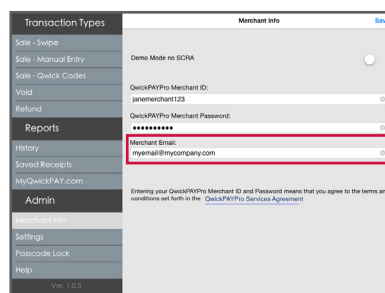 Transaction Types
Sale - Swipe
Sale - Manual Entry
Sale - Qwick Codes
Void
Refund
Reports
History
Saved Receipts
MyQwickPAY.com
Admin
Merchant Info
Settings
Passcode Lock
Help
Ver. 1.0.3
Merchant Info
Sav
Demo Mode no SCRA
QwickPAYPro Merchant ID:
janemerchant123
QwickPAYPro Merchant Password:
••••••••••
Merchant Email:
myemail@mycompany.com
Entering your QwickPAYPro Merchant ID and Password means that you agree to the terms an
conditions set forth in the QwickPAYPro Services Agreement